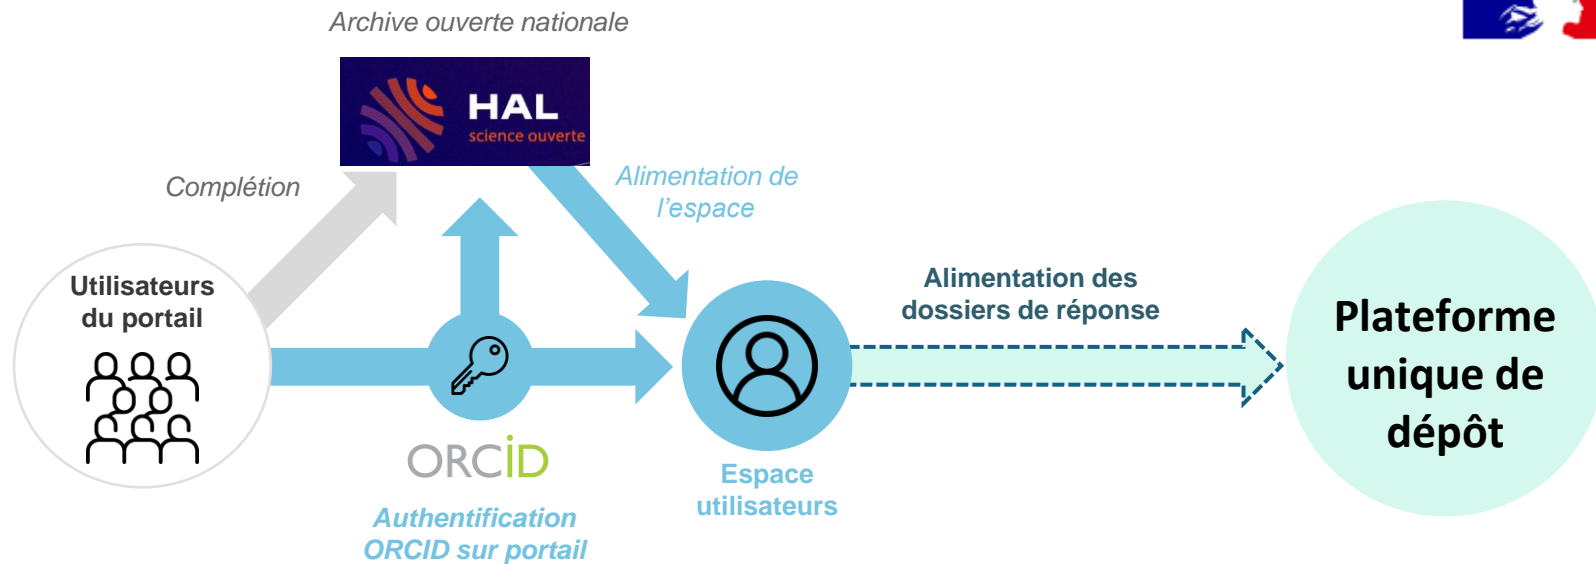 Archive ouverte nationale
HAL
science ouverte
Complétion
Alimentation de
l’espace
Utilisateurs
du portail
Alimentation des
dossiers de réponse
Plateforme
unique de
dépôt
ORCiD
Espace
utilisateurs
Authentification
ORCID sur portail